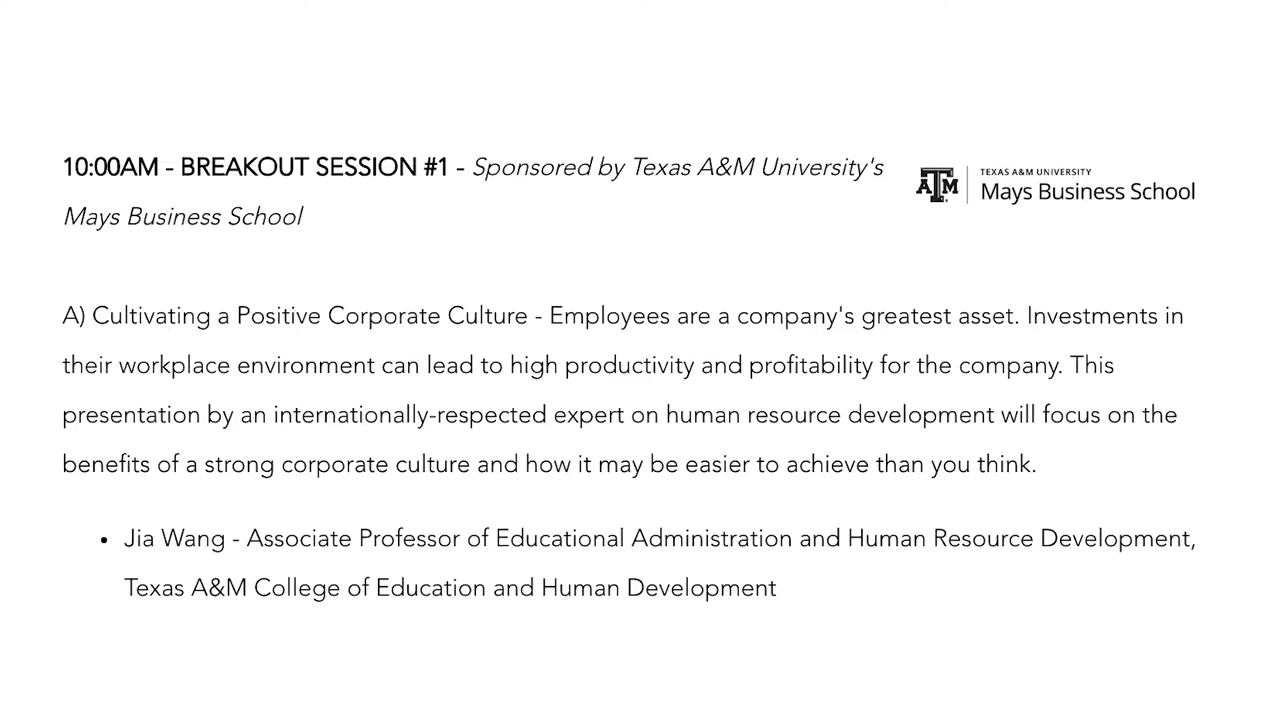 10:00AM - BREAKOUT SESSION #1 - Sponsored by Texas A&M University's
Mays Business School
ATM
TEXAS A&M UNIVERSITY
Mays Business School
A) Cultivating a Positive Corporate Culture - Employees are a company's greatest asset. Investments in
their workplace environment can lead to high productivity and profitability for the company. This
presentation by an internationally-respected expert on human resource development will focus on the
benefits of a strong corporate culture and how it may be easier to achieve than you think.
• Jia Wang - Associate Professor of Educational Administration and Human Resource Development,
Texas A&M College of Education and Human Development